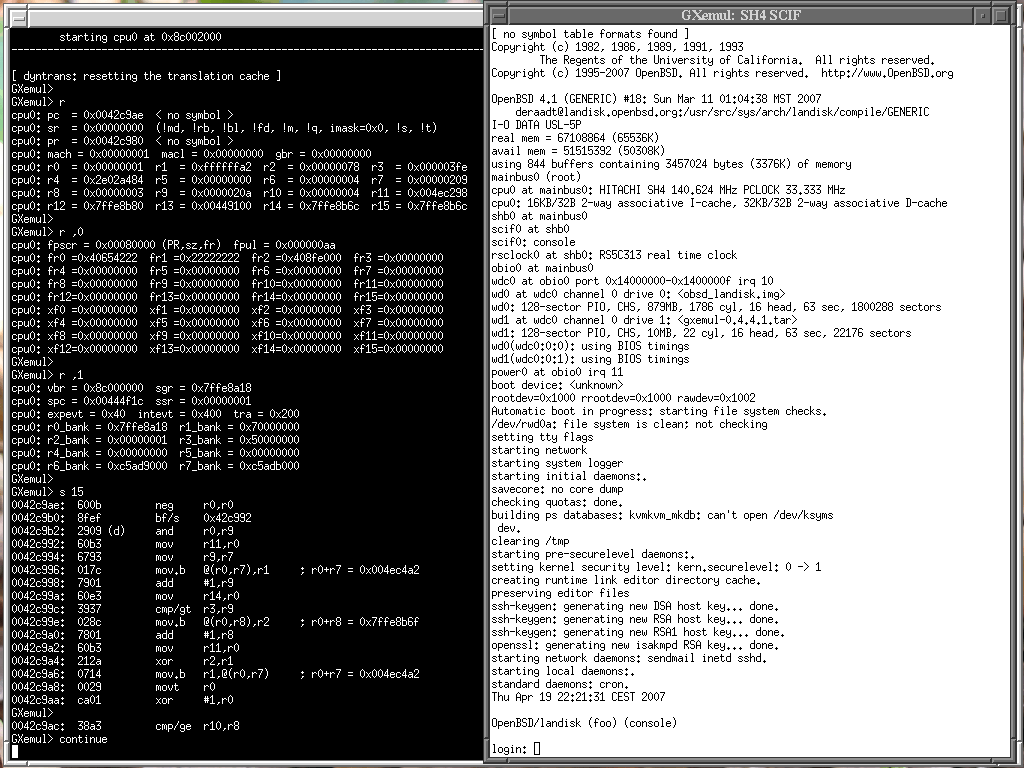 starting cpu0 at 0x8c002000
[ dyntrans: resetting the translation cache ]
GXemul>
GXemul> r
cpu0: pc  = 0x0042c9ae  < no symbol >
cpu0: sr  = 0x00000000  (!md, !rb, !bl, !fd, !m, !q, imask=0x0, !s, !t)
cpu0: pr  = 0x0042c980  < no symbol >
cpu0: mach = 0x00000001  macl = 0x00000000  gbr = 0x00000000
cpu0: r0  = 0x00000001  r1  = 0xffffffa2  r2  = 0x00000078  r3  = 0x000003fe
cpu0: r4  = 0x2e02a484  r5  = 0x00000000  r6  = 0x00000004  r7  = 0x00000209
cpu0: r8  = 0x00000003  r9  = 0x0000020a  r10 = 0x00000004  r11 = 0x004ec298
cpu0: r12 = 0x7ffe8b80  r13 = 0x00449100  r14 = 0x7ffe8b6c  r15 = 0x7ffe8b6c
GXemul>
GXemul> r ,0
cpu0: fpscr = 0x00080000 (PR,sz,fr)  fpul = 0x000000aa
cpu0: fr0 =0x40654222  fr1 =0x22222222  fr2 =0x408fe000  fr3 =0x00000000
cpu0: fr4 =0x00000000  fr5 =0x00000000  fr6 =0x00000000  fr7 =0x00000000
cpu0: fr8 =0x00000000  fr9 =0x00000000  fr10=0x00000000  fr11=0x00000000
cpu0: fr12=0x00000000  fr13=0x00000000  fr14=0x00000000  fr15=0x00000000
cpu0: xf0 =0x00000000  xf1 =0x00000000  xf2 =0x00000000  xf3 =0x00000000
cpu0: xf4 =0x00000000  xf5 =0x00000000  xf6 =0x00000000  xf7 =0x00000000
cpu0: xf8 =0x00000000  xf9 =0x00000000  xf10=0x00000000  xf11=0x00000000
cpu0: xf12=0x00000000  xf13=0x00000000  xf14=0x00000000  xf15=0x00000000
GXemul>
GXemul> r ,1
cpu0: vbr = 0x8c000000  sgr = 0x7ffe8a18
cpu0: spc = 0x00444f1c  ssr = 0x00000001
cpu0: expevt = 0x40  intevt = 0x400  tra = 0x200
cpu0: r0_bank = 0x7ffe8a18  r1_bank = 0x70000000
cpu0: r2_bank = 0x00000001  r3_bank = 0x50000000
cpu0: r4_bank = 0x00000000  r5_bank = 0x00000000
cpu0: r6_bank = 0xc5ad9000  r7_bank = 0xc5adb000
GXemul>
GXemul> s 15
0042c9ae:  600b          neg     r0,r0
0042c9b0:  8fef          bf/s    0x42c992
0042c9b2:  2909 (d)      and     r0,r9
0042c992:  60b3          mov     r11,r0
0042c994:  6793          mov     r9,r7
0042c996:  017c          mov.b   @(r0,r7),r1     ; r0+r7 = 0x004ec4a2
0042c998:  7901          add     #1,r9
0042c99a:  60e3          mov     r14,r0
0042c99c:  3937          cmp/gt  r3,r9
0042c99e:  028c          mov.b   @(r0,r8),r2     ; r0+r8 = 0x7ffe8b6f
0042c9a0:  7801          add     #1,r8
0042c9a2:  60b3          mov     r11,r0
0042c9a4:  212a          xor     r2,r1
0042c9a6:  0714          mov.b   r1,@(r0,r7)     ; r0+r7 = 0x004ec4a2
0042c9a8:  0029          movt    r0
0042c9aa:  ca01          xor     #1,r0
GXemul>
0042c9ac:  38a3          cmp/ge  r10,r8
GXemul> continue
GXemul: SH4 SCIF
[ no symbol table formats found ]
Copyright (c) 1982, 1986, 1989, 1991, 1993
The Regents of the University of California.  All rights reserved.
Copyright (c) 1995-2007 OpenBSD. All rights reserved.  http://www.OpenBSD.org
OpenBSD 4.1 (GENERIC) #18: Sun Mar 11 01:04:38 MST 2007
deraadt@landisk.openbsd.org:/usr/src/sys/arch/landisk/compile/GENERIC
I-O DATA USL-5P
real mem = 67108864 (65536K)
avail mem = 51515392 (50308K)
using 844 buffers containing 3457024 bytes (3376K) of memory
mainbus0 (root)
cpu0 at mainbus0: HITACHI SH4 140.624 MHz PCLOCK 33.333 MHz
cpu0: 16KB/32B 2-way associative I-cache, 32KB/32B 2-way associative D-cache
shb0 at mainbus0
scif0 at shb0
scif0: console
rsclock0 at shb0: RS5C313 real time clock
obio0 at mainbus0
wdc0 at obio0 port 0x14000000-0x1400000f irq 10
wd0 at wdc0 channel 0 drive 0: <obsd_landisk.img>
wd0: 128-sector PIO, CHS, 879MB, 1786 cyl, 16 head, 63 sec, 1800288 sectors
wd1 at wdc0 channel 0 drive 1: <gxemul-0.4.4.1.tar>
wd1: 128-sector PIO, CHS, 10MB, 22 cyl, 16 head, 63 sec, 22176 sectors
wd0(wdc0:0:0): using BIOS timings
wd1(wdc0:0:1): using BIOS timings
power0 at obio0 irq 11
boot device: <unknown>
rootdev=0x1000 rrootdev=0x1000 rawdev=0x1002
Automatic boot in progress: starting file system checks.
/dev/rwd0a: file system is clean; not checking
setting tty flags
starting network
starting system logger
starting initial daemons:.
savecore: no core dump
checking quotas: done.
building ps databases: kvmkvm_mkdb: can't open /dev/ksyms
dev.
clearing /tmp
starting pre-securelevel daemons:.
setting kernel security level: kern.securelevel: 0 -> 1
creating runtime link editor directory cache.
preserving editor files
ssh-keygen: generating new DSA host key... done.
ssh-keygen: generating new RSA host key... done.
ssh-keygen: generating new RSA1 host key... done.
openssl: generating new isakmpd RSA key... done.
starting network daemons: sendmail inetd sshd.
starting local daemons:.
standard daemons: cron.
Thu Apr 19 22:21:31 CEST 2007
OpenBSD/landisk (foo) (console)
login: